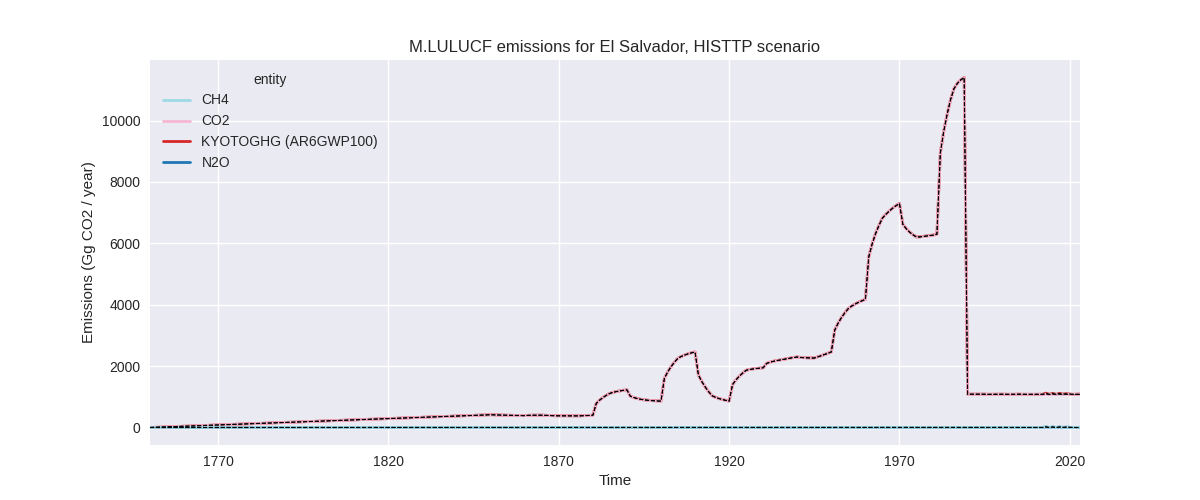 M.LULUCF emissions for El Salvador, HISTTP scenario
entity
CH4
CO2
KYOTOGHG (AR6GWP100)
N2O
Emissions (Gg CO2 / year)
10000
8000
6000
4000
2000
0
1770
1820
1870
1920
1970
2020
Time